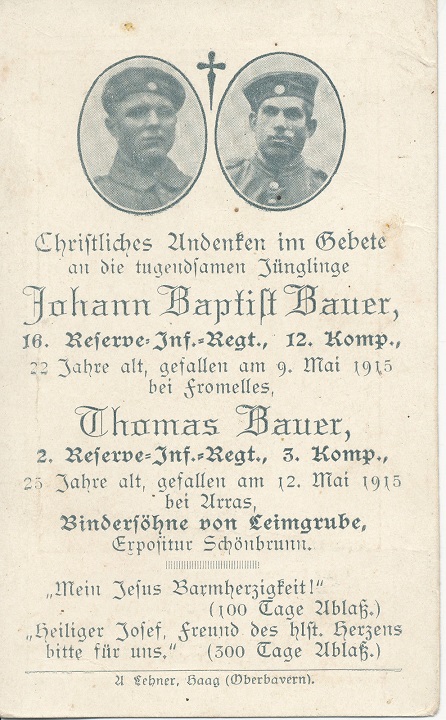 Christliches Andenken im Gebete
an die tugendsamen Jünglinge
Johann Baptist Bauer,
16. Reserve-Inf.-Regt., 12. Komp.,
22 Jahre alt, gefallen am 9. Mai 1915
bei Fromelles,
Thomas Bauer,
2. Reserve-Inf.-Regt., 3. Komp.,
25 Jahre alt, gefallen am 12. Mai 1915
bei Arras,
Bindersöhne von Leimgrube,
Expositur Schönbrunn.
„Mein Jesus Barmherzigkeit!"
(100 Tage Ablaß.)
„Heiliger Josef, Freund des hlst. Herzens
bitte für uns." (300 Tage Ablaß.)
A Lehner, Haag (Oberbayern).